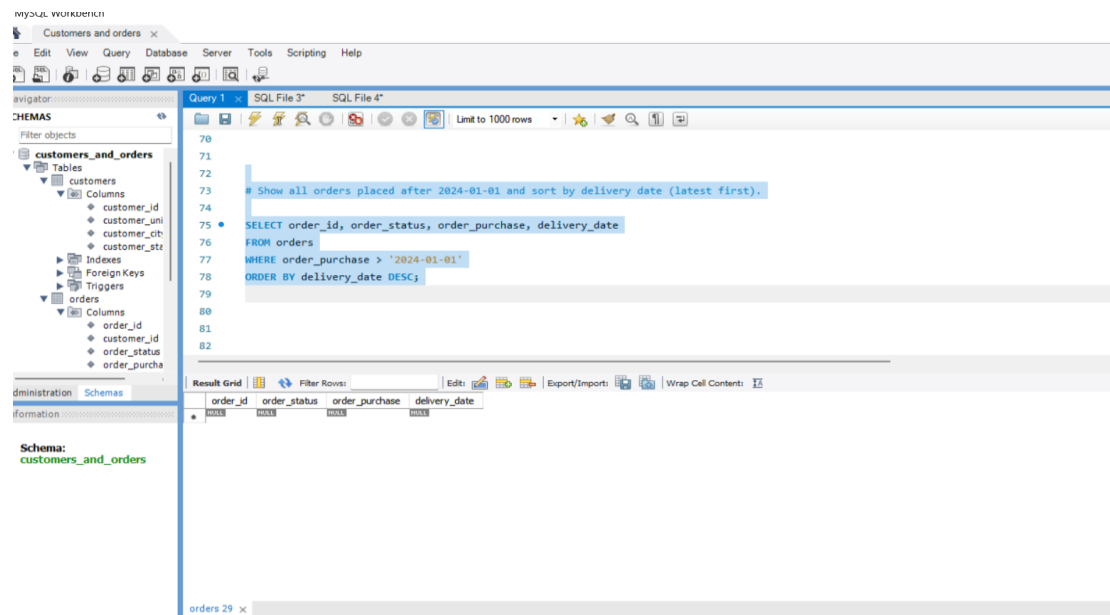 MySQL Workbench
Customers and orders
e Edit View Query Database Server Tools Scripting Help
avigator
Query 1 SQL File 3* SQL File 4*
CHEMAS
Limit to 1000 rows
Filter objects
customers_and_orders
Tables
customers
Columns
customer_id
customer_uni
customer_cit
customer_sta
Indexes
Foreign Keys
Triggers
orders
Columns
order_id
customer_id
order_status
order_purcha
dministration Schemas
nformation
Schema:
customers_and_orders
70
71
72
73 # Show all orders placed after 2024-01-01 and sort by delivery date (latest first).
74
75 SELECT order_id, order_status, order_purchase, delivery_date
76 FROM orders
77 WHERE order_purchase > '2024-01-01'
78 ORDER BY delivery_date DESC;
79
80
81
82
Result Grid Filter Rows: Edit: Export/Import: Wrap Cell Content:
order_id order_status order_purchase delivery_date
NULL NULL NULL NULL
orders 29